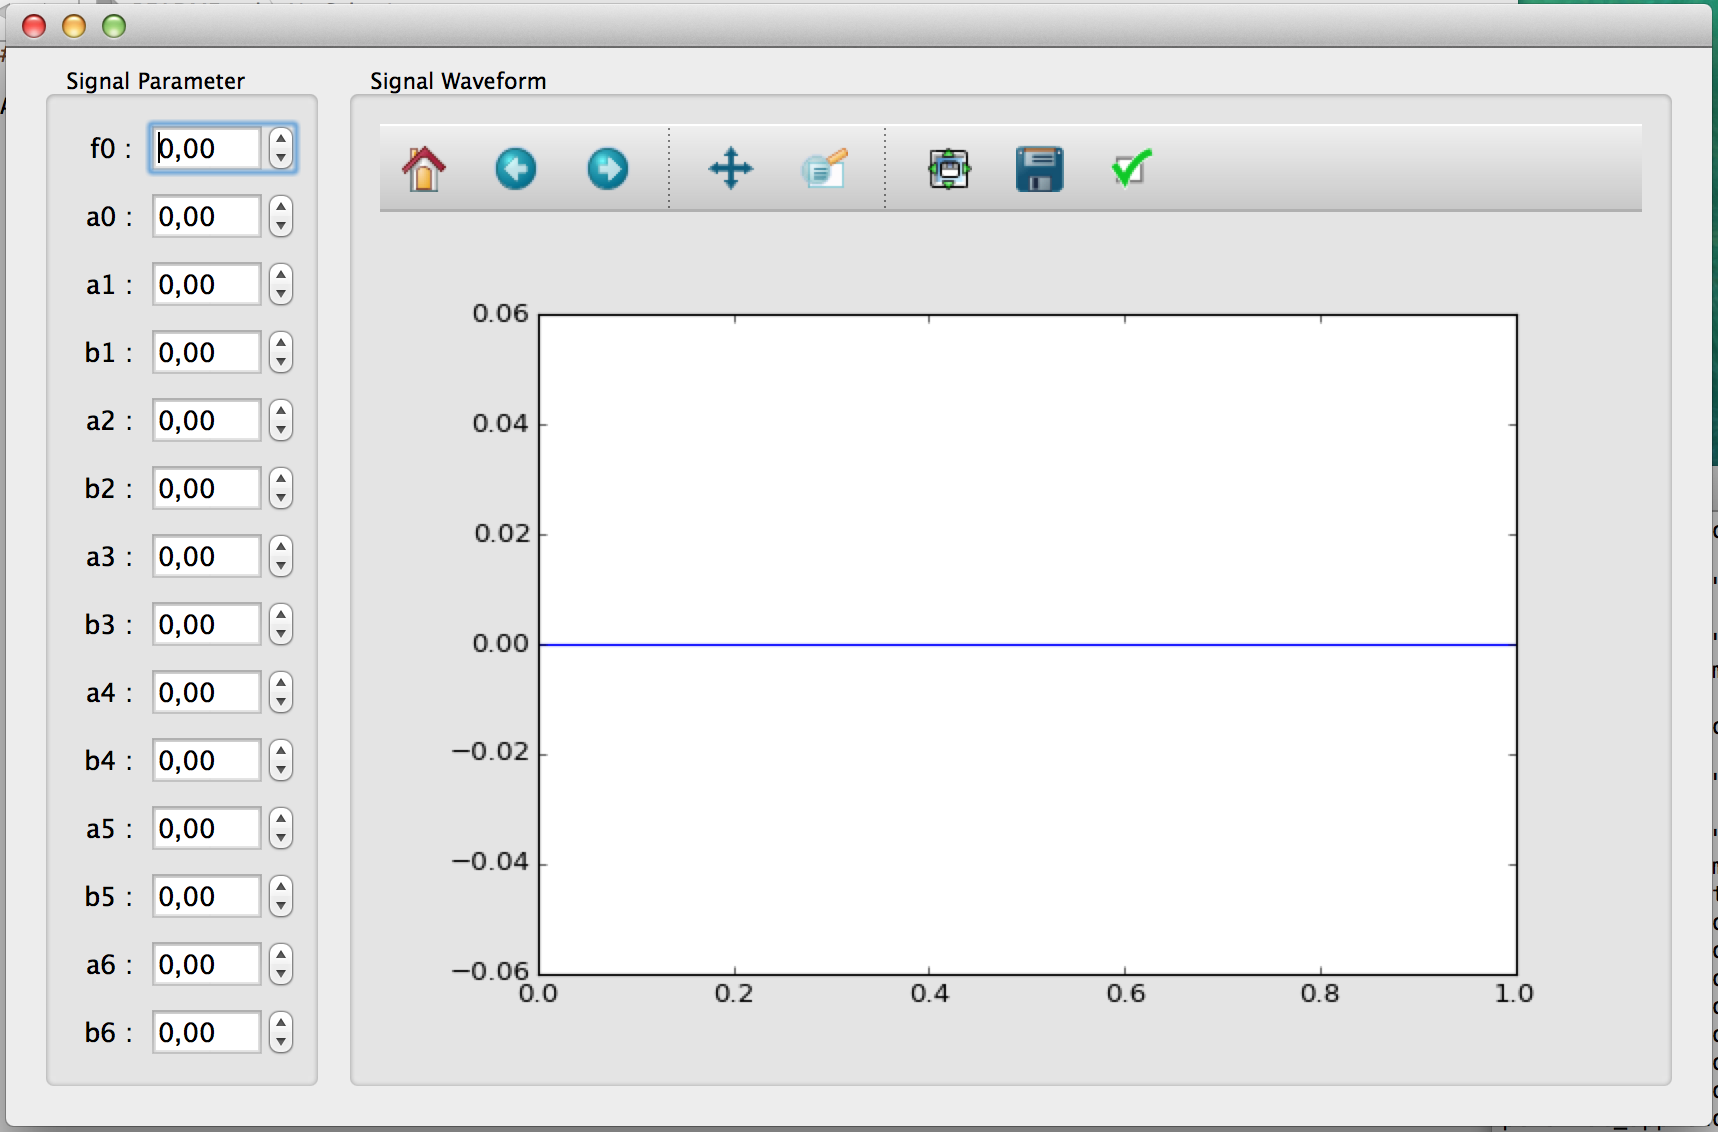 Signal Parameter
Signal Waveform
f0 : 0,00
a0 : 0,00
a1 : 0,00
b1 : 0,00
a2 : 0,00
b2 : 0,00
a3 : 0,00
b3 : 0,00
a4 : 0,00
b4 : 0,00
a5 : 0,00
b5 : 0,00
a6 : 0,00
b6 : 0,00
0.06
0.04
0.02
0.00
−0.02
−0.04
−0.06
0.0 0.2 0.4 0.6 0.8 1.0